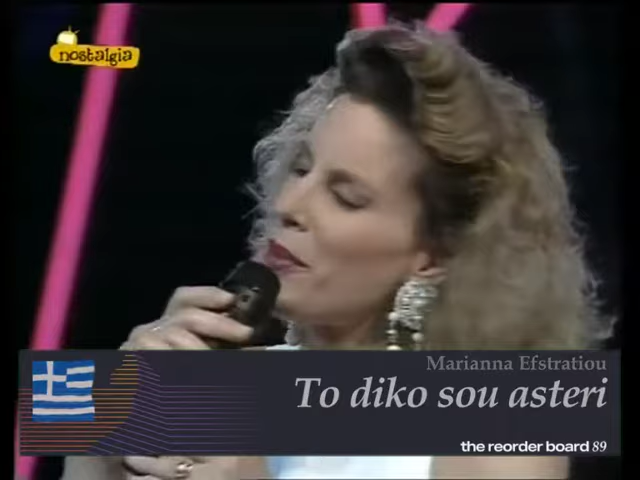 nostalgia
Marianna Efstratiou
To diko sou asteri
the reorder board 89